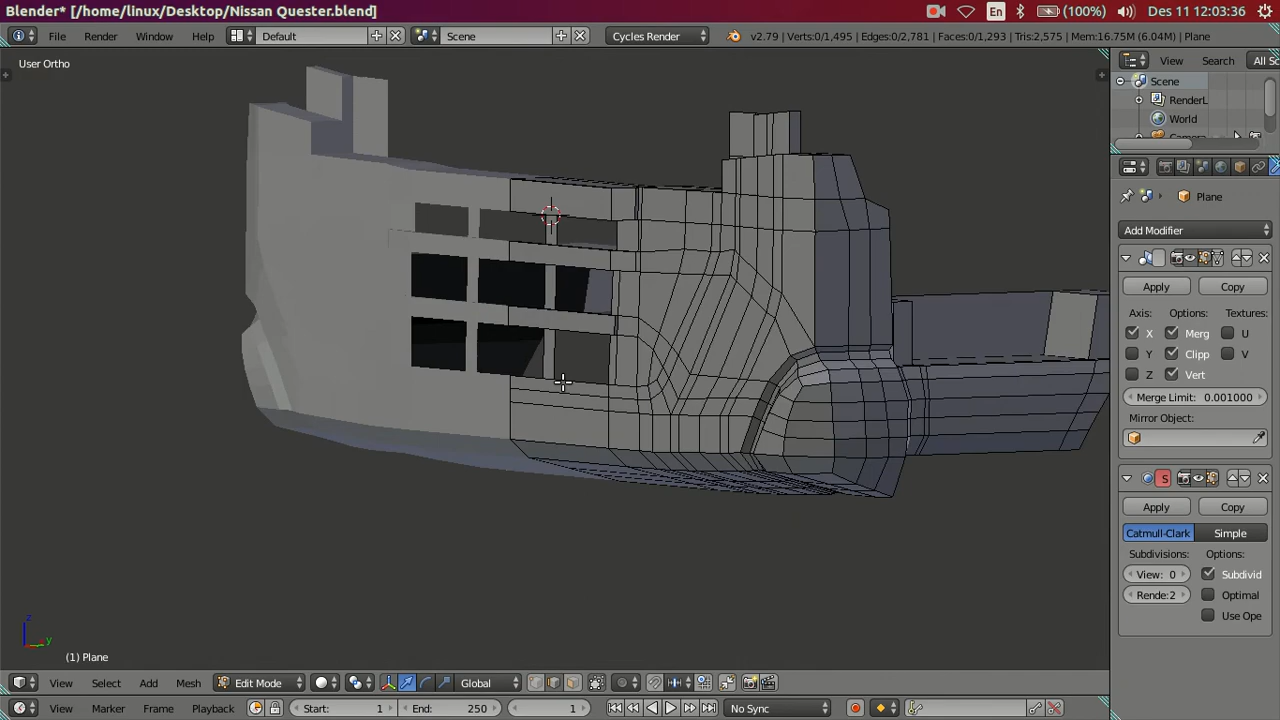 Blender* [/home/linux/Desktop/Nissan Quester.blend] En (100%) Des 11 12:03:36
File Render Window Help Default Scene Cycles Render v2.79 | Verts:0/1,495 | Edges:0/2,781 | Faces:0/1,293 | Tris:2,575 | Mem:16.75M (6.04M) | Plane
User Ortho
View Search All Sc
Scene
RenderL
World
Camera
Plane
Add Modifier
Apply Copy
Axis: Options: Textures:
X Merg U
Y Clipp V
Z Vert
Merge Limit: 0.001000
Mirror Object:
S
Apply Copy
Catmull-Clark Simple
Subdivisions: Options:
View: 0 Subdivid
Rende:2 Optimal
Use Ope
z
y
(1) Plane
View Select Add Mesh Edit Mode Global
View Marker Frame Playback Start: 1 End: 250 1 No Sync